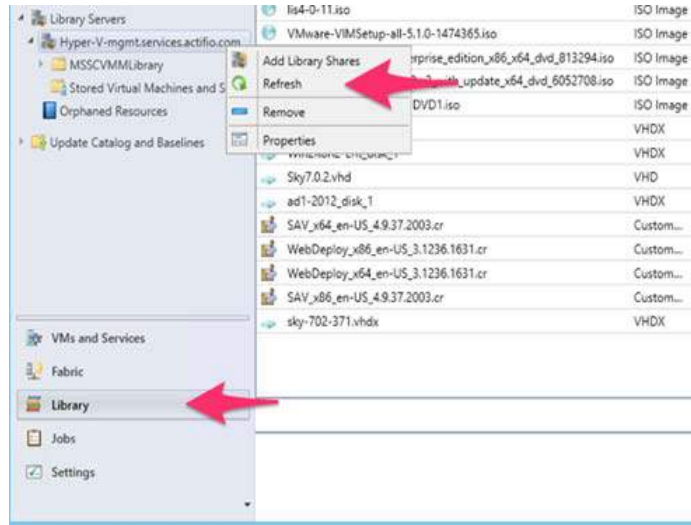 Library Servers
Hyper-V-mgmt.services.actifio.com
MSSCVMMLibrary
Stored Virtual Machines and S
Orphaned Resources
Update Catalog and Baselines
Add Library Shares
Refresh
Remove
Properties
lis4-0-11.iso ISO Image
VMware-VIMSetup-all-5.1.0-1474365.iso ISO Image
erprise_edition_x86_x64_dvd_813294.iso ISO Image
with_update_x64_dvd_6052708.iso ISO Image
DVD1.iso ISO Image
VHDX
VHDX
Sky7.0.2.vhd VHD
ad1-2012_disk_1 VHDX
SAV_x64_en-US_4.9.37.2003.cr Custom...
WebDeploy_x86_en-US_3.1236.1631.cr Custom...
WebDeploy_x64_en-US_3.1236.1631.cr Custom...
SAV_x86_en-US_4.9.37.2003.cr Custom...
sky-702-371.vhdx VHDX
VMs and Services
Fabric
Library
Jobs
Settings